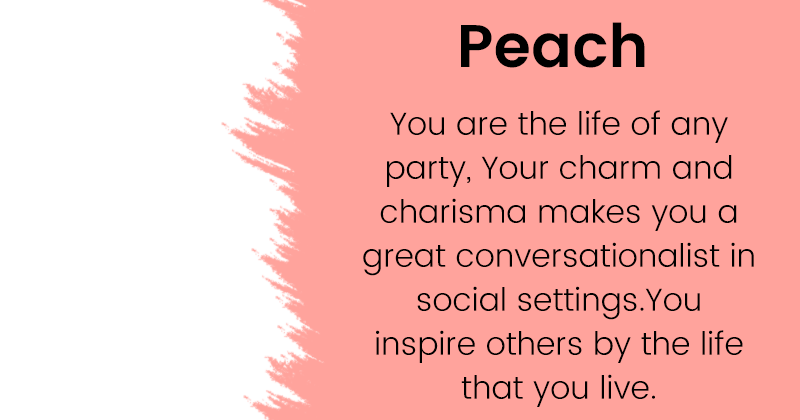 Peach
You are the life of any
party, Your charm and
charisma makes you a
great conversationalist in
social settings.You
inspire others by the life
that you live.